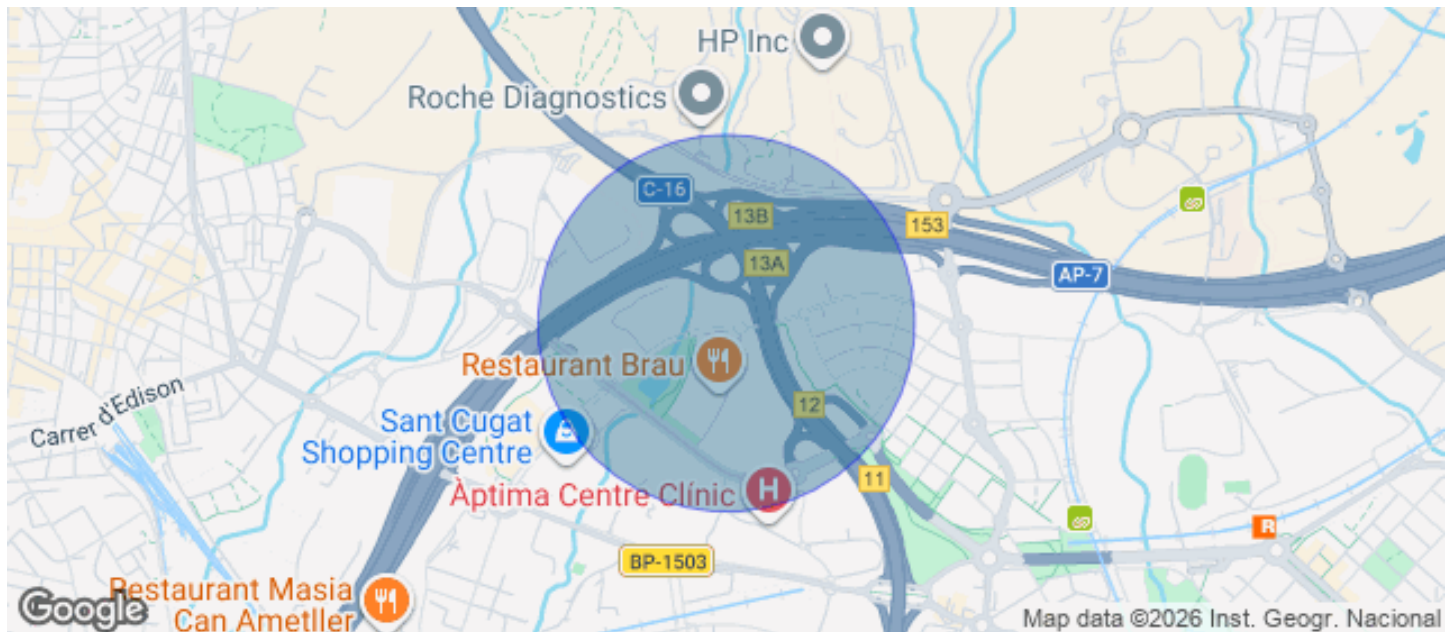 HP Inc
Roche Diagnostics
C-16
13B
153
13A
AP-7
Restaurant Brau
12
Carrer d'Edison
Sant Cugat
Shopping Centre
11
Àptima Centre Clínic
H
R
BP-1503
Restaurant Masia
Can Ametller
Google
Map data ©2026 Inst. Geogr. Nacional